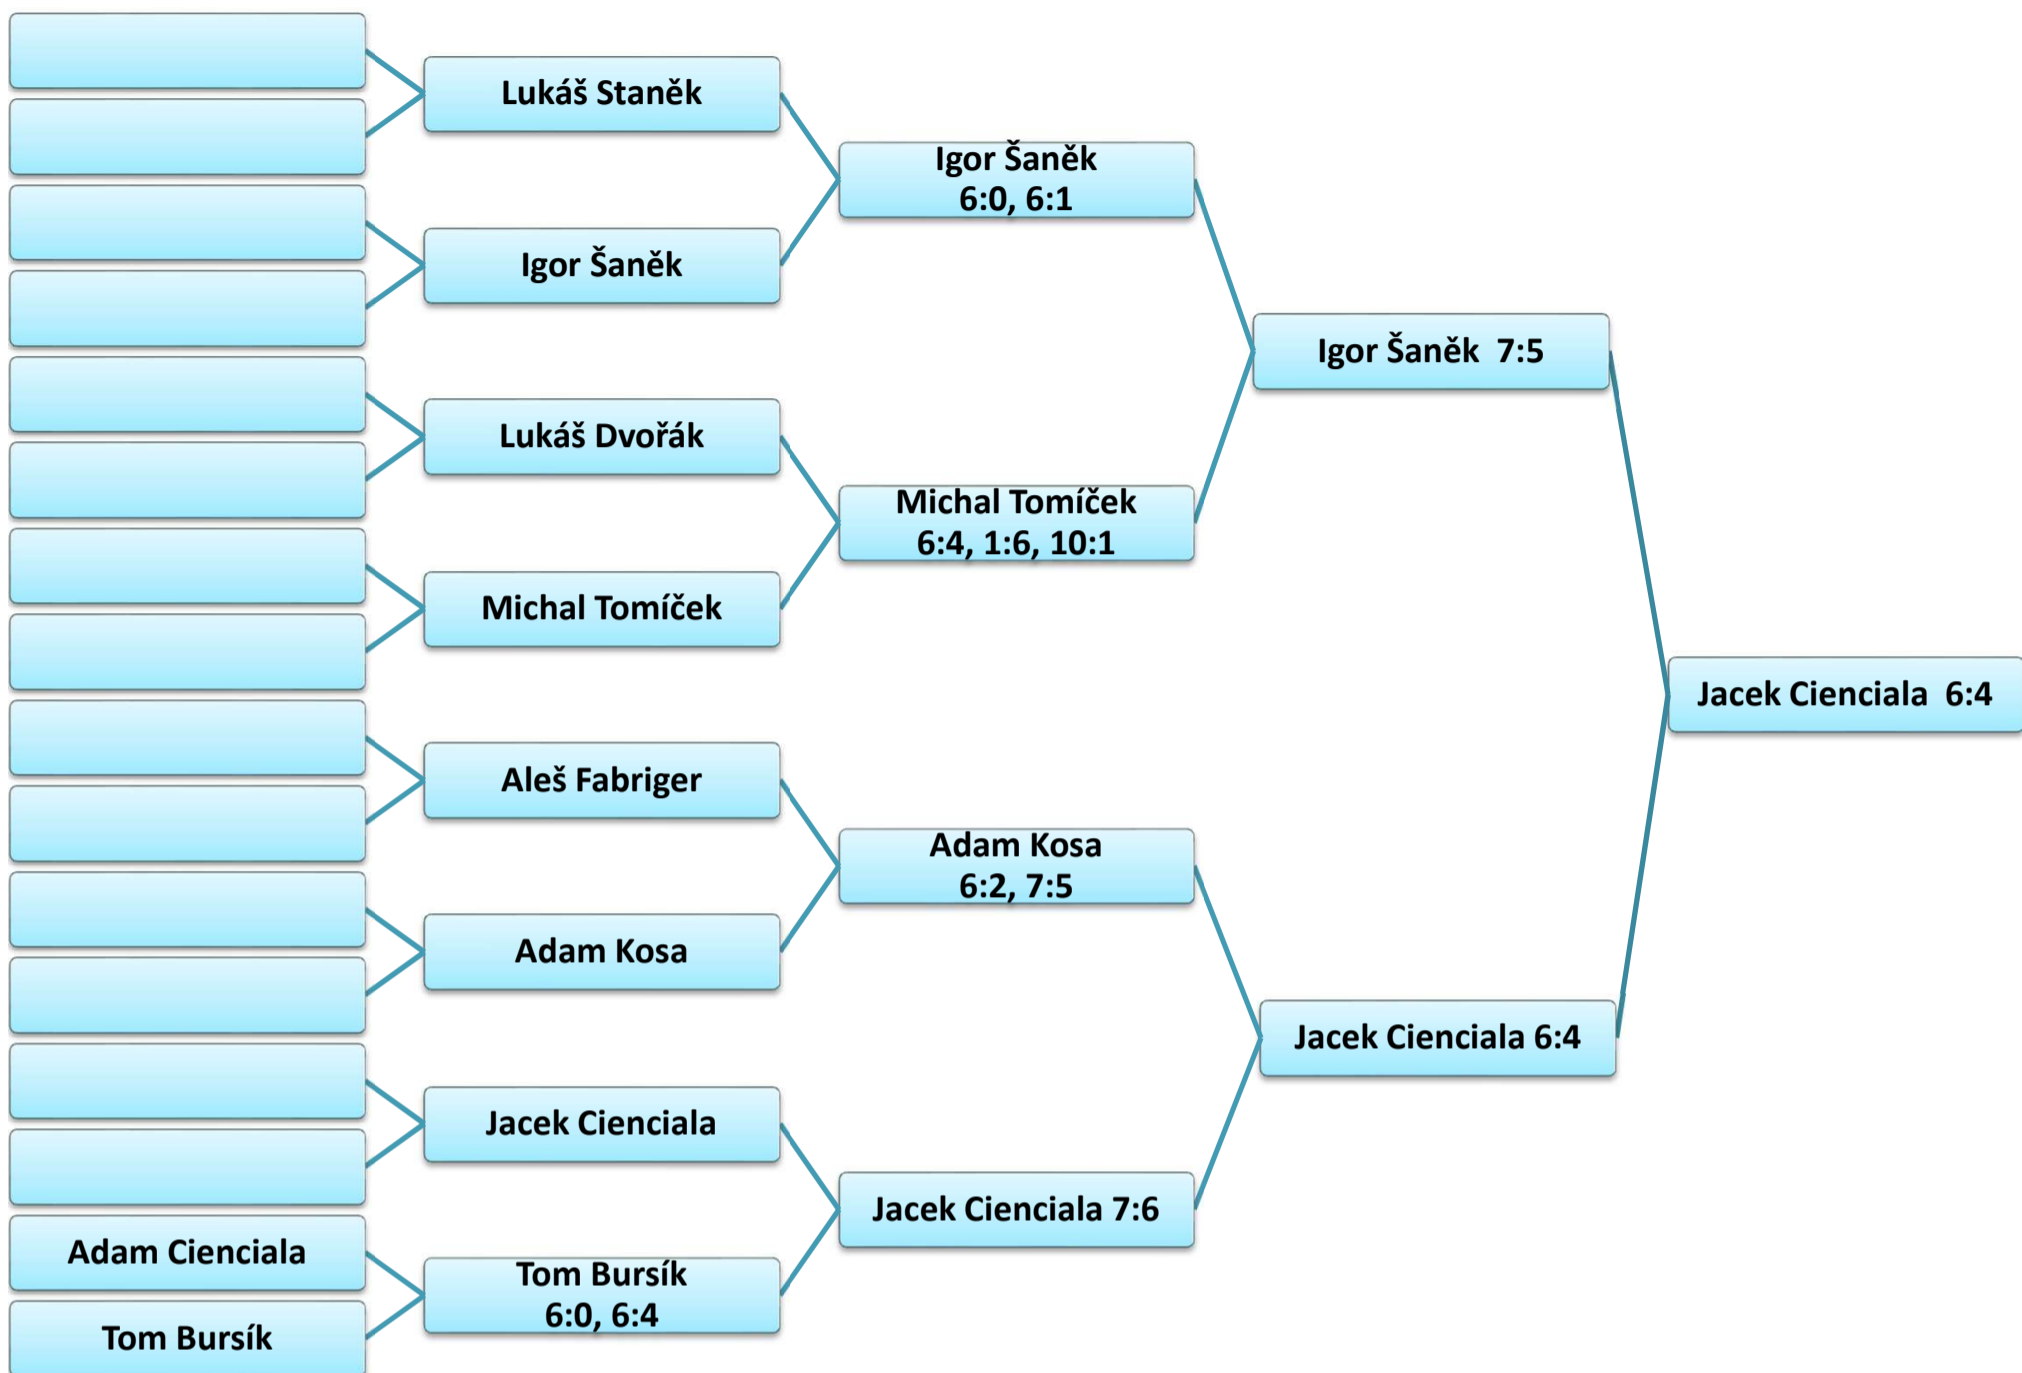 Adam Cienciala
Tom Bursík
Lukáš Staněk
Igor Šaněk
Lukáš Dvořák
Michal Tomíček
Aleš Fabriger
Adam Kosa
Jacek Cienciala
Tom Bursík
6:0, 6:4
Igor Šaněk
6:0, 6:1
Michal Tomíček
6:4, 1:6, 10:1
Adam Kosa
6:2, 7:5
Jacek Cienciala 7:6
Igor Šaněk 7:5
Jacek Cienciala 6:4
Jacek Cienciala 6:4